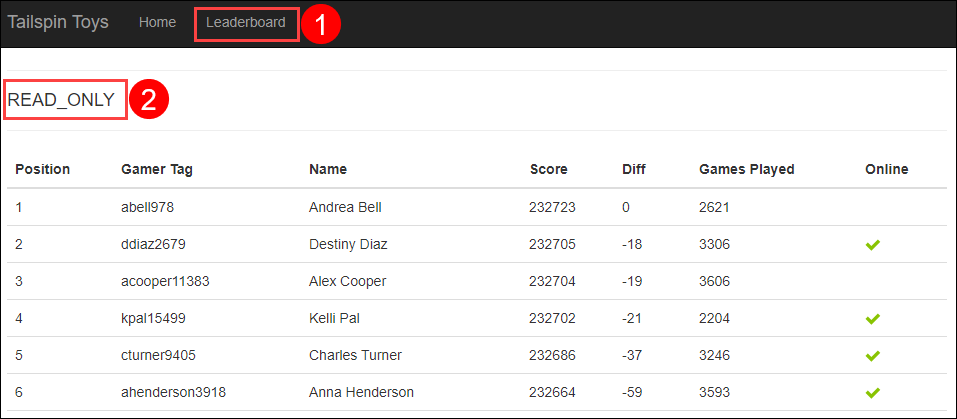 Tailspin Toys Home Leaderboard 1
READ_ONLY 2
Position Gamer Tag Name Score Diff Games Played Online
1 abell978 Andrea Bell 232723 0 2621
2 ddiaz2679 Destiny Diaz 232705 -18 3306
3 acooper11383 Alex Cooper 232704 -19 3606
4 kpal15499 Kelli Pal 232702 -21 2204
5 cturner9405 Charles Turner 232686 -37 3246
6 ahenderson3918 Anna Henderson 232664 -59 3593